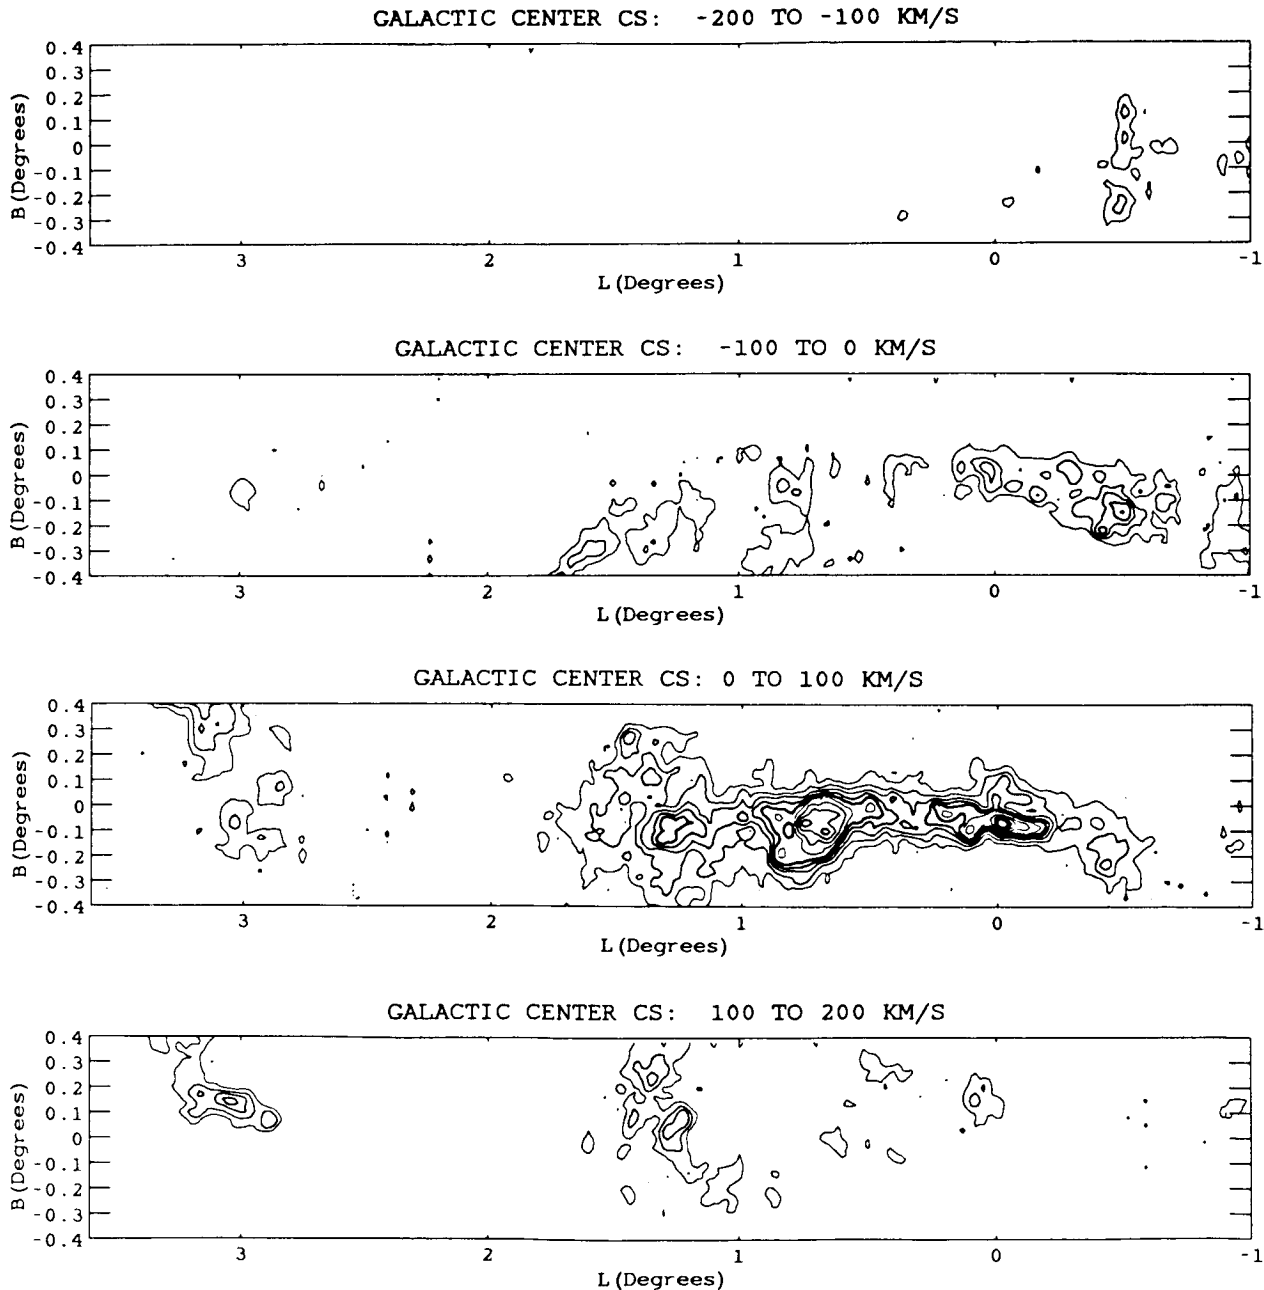 GALACTIC CENTER CS: -200 TO -100 KM/S
B(Degrees)
0.4
0.3
0.2
0.1
0
-0.1
-0.2
-0.3
-0.4
3 2 1 0 -1
L(Degrees)
GALACTIC CENTER CS: -100 TO 0 KM/S
B(Degrees)
0.4
0.3
0.2
0.1
0
-0.1
-0.2
-0.3
-0.4
3 2 1 0 -1
L(Degrees)
GALACTIC CENTER CS: 0 TO 100 KM/S
B(Degrees)
0.4
0.3
0.2
0.1
0
-0.1
-0.2
-0.3
-0.4
3 2 1 0 -1
L(Degrees)
GALACTIC CENTER CS: 100 TO 200 KM/S
B(Degrees)
0.4
0.3
0.2
0.1
0
-0.1
-0.2
-0.3
-0.4
3 2 1 0 -1
L(Degrees)